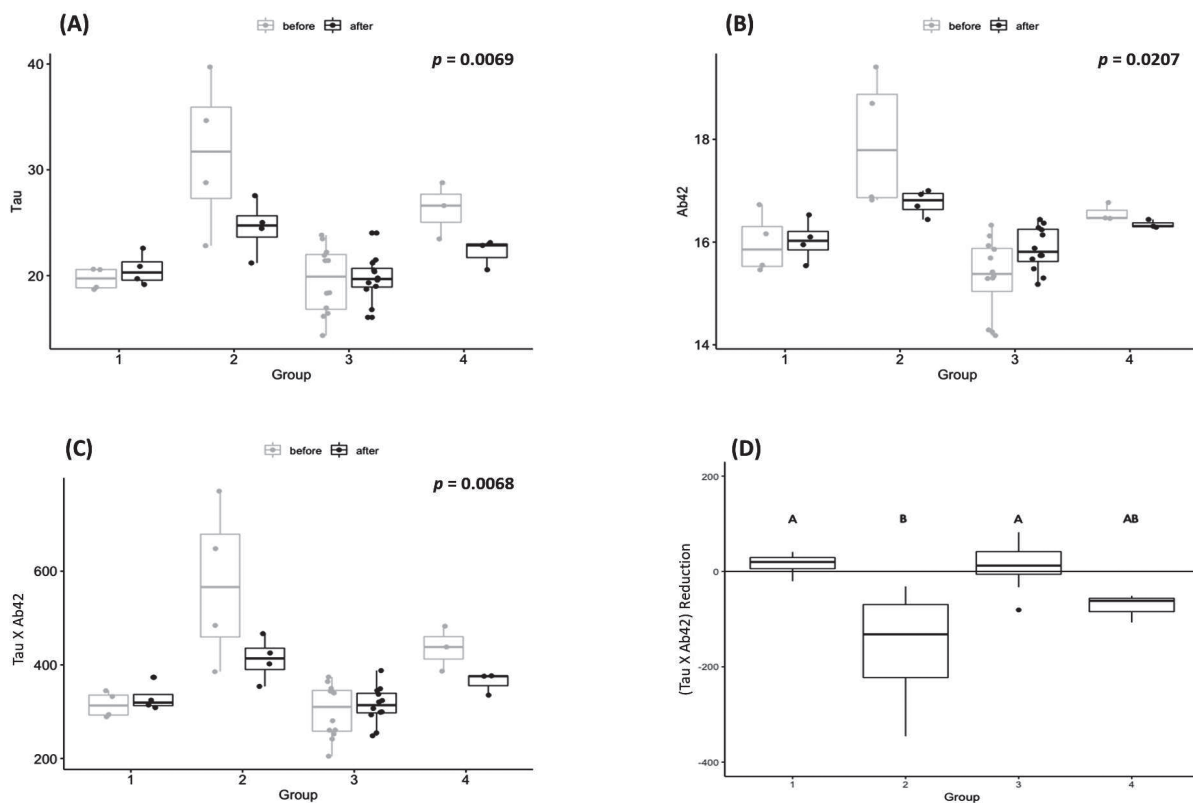 (A)
before after
p = 0.0069
40
30
20
Tau
1 2 3 4
Group
(B)
before after
p = 0.0207
18
16
14
Ab42
1 2 3 4
Group
(C)
before after
p = 0.0068
600
400
200
Tau X Ab42
1 2 3 4
Group
(D)
200
0
-200
-400
A B A AB
(Tau X Ab42) Reduction
1 2 3 4
Group